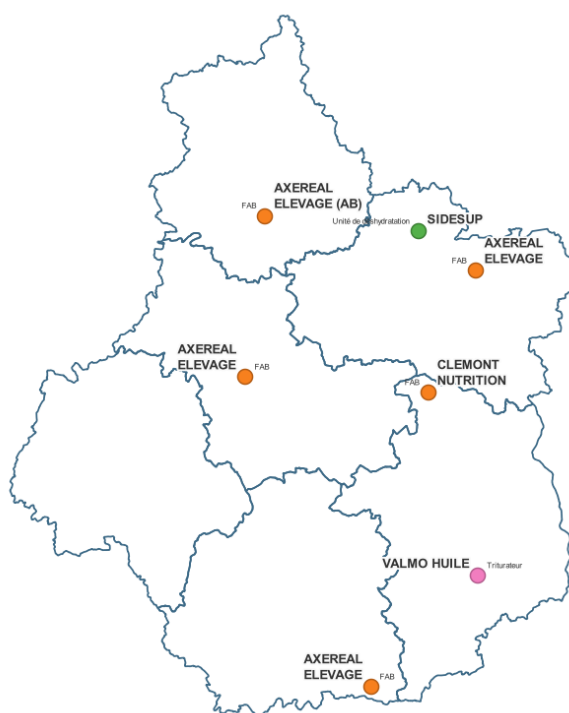 AXEREAL
ELEVAGE (AB)
FAB
Unité de déshydratation
SIDESUP
AXEREAL
ELEVAGE
FAB
AXEREAL
ELEVAGE
FAB
CLEMONT
NUTRITION
FAB
VALMO HUILE
Triturateur
AXEREAL
ELEVAGE
FAB